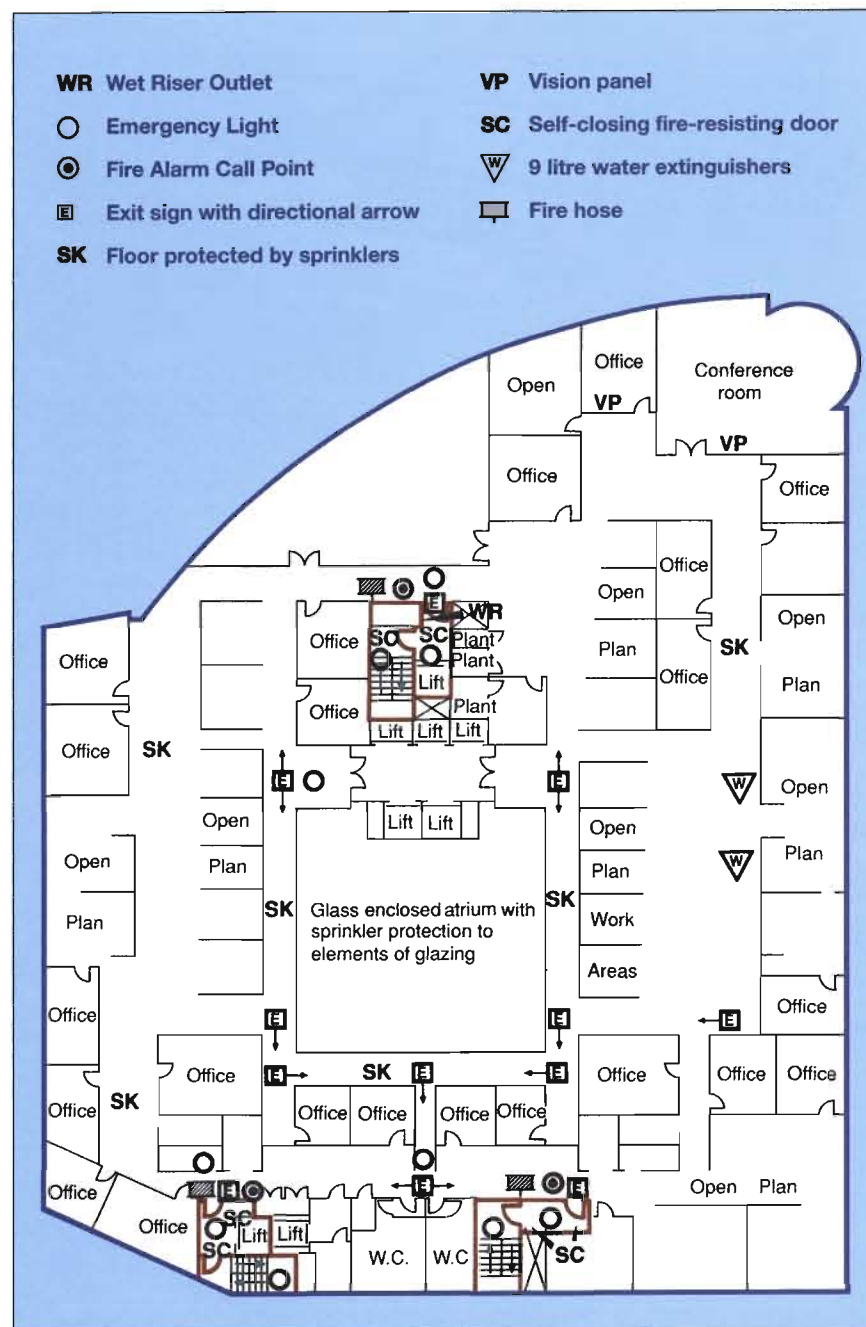 WR Wet Riser Outlet
Emergency Light
Fire Alarm Call Point
E Exit sign with directional arrow
SK Floor protected by sprinklers
VP Vision panel
SC Self-closing fire-resisting door
W 9 litre water extinguishers
Fire hose
Office
Conference
room
Open
VP
VP
Office
Office
Office
Open
Plan
Office
Open
Plan
SK
E
WR
SC
SC
Plant
Plant
Lift
Plant
Lift
Lift
Lift
Office
Office
Office
Office
SK
E
E
W
Open
Open
Plan
Lift
Lift
Open
Plan
W
Plan
Open
Plan
SK
SK
Work
Areas
Glass enclosed atrium with
sprinkler protection to
elements of glazing
Office
E
E
E
Office
Office
Office
E
SK
E
E
Office
Office
Office
Office
SK
Office
Office
Office
Office
Office
E
E
E
Open Plan
Office
SC
SC
Lift
Lift
W.C.
W.C
SC